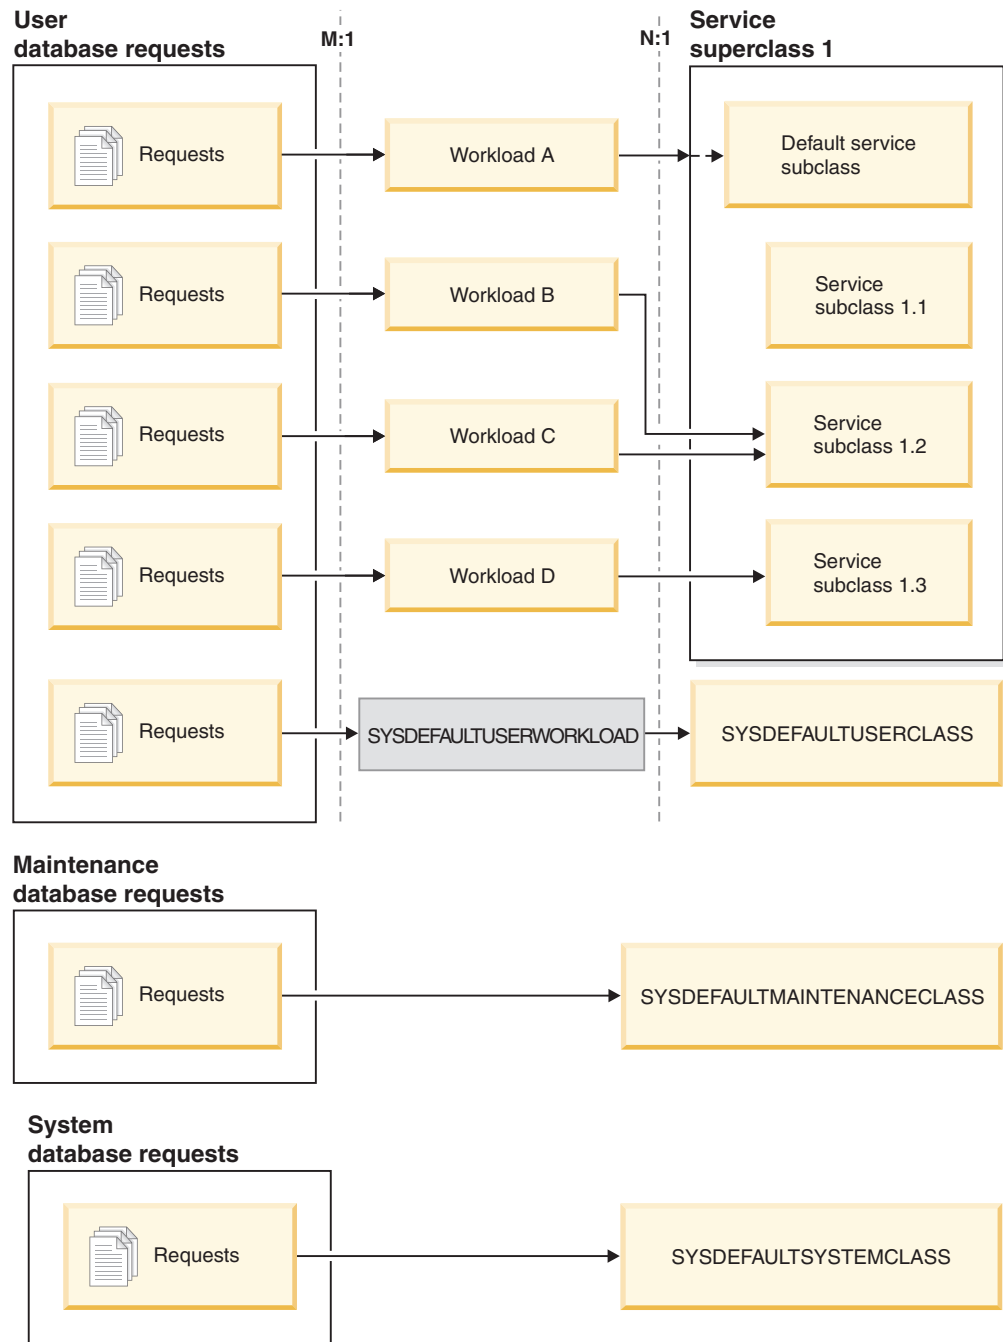 User
database requests
M:1
N:1
Service
superclass 1
Requests
Workload A
Default service
subclass
Requests
Workload B
Service
subclass 1.1
Requests
Workload C
Service
subclass 1.2
Requests
Workload D
Service
subclass 1.3
Requests
SYSDEFAULTUSERWORKLOAD
SYSDEFAULTUSERCLASS
Maintenance
database requests
Requests
SYSDEFAULTMAINTENANCECLASS
System
database requests
Requests
SYSDEFAULTSYSTEMCLASS